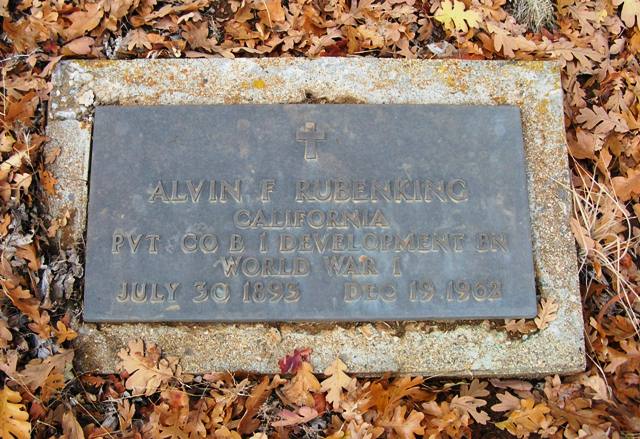 ALVIN F RUBENKING
CALIFORNIA
PVT CO B 1 DEVELOPMENT BN
WORLD WAR I
JULY 30 1895 DEC 19 1962